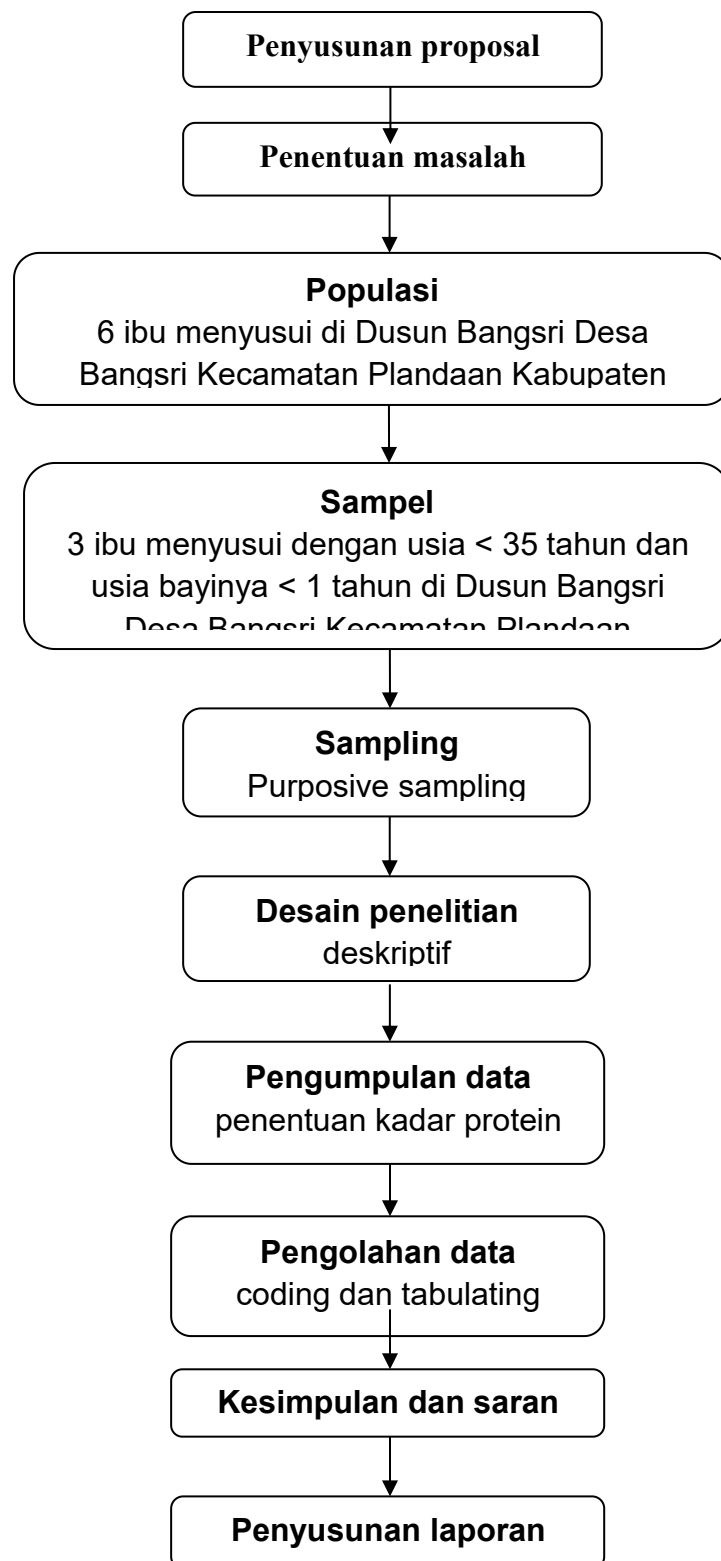 Penyusunan proposal
Penentuan masalah
Populasi
6 ibu menyusui di Dusun Bangsri Desa
Bangsri Kecamatan Plandaan Kabupaten
Sampel
3 ibu menyusui dengan usia < 35 tahun dan
usia bayinya < 1 tahun di Dusun Bangsri
Desa Bangsri Kecamatan Plandaan
Sampling
Purposive sampling
Desain penelitian
deskriptif
Pengumpulan data
penentuan kadar protein
Pengolahan data
coding dan tabulating
Kesimpulan dan saran
Penyusunan laporan